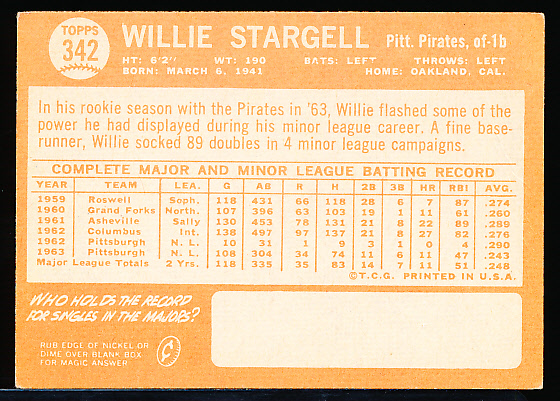 TOPPS
342
WILLIE STARGELL Pitt. Pirates, of-1b
HT: 6'2" WT: 190 BATS: LEFT THROWS: LEFT
BORN: MARCH 6, 1941 HOME: OAKLAND, CAL.
In his rookie season with the Pirates in '63, Willie flashed some of the
power he had displayed during his minor league career. A fine base-
runner, Willie socked 89 doubles in 4 minor league campaigns.
COMPLETE MAJOR AND MINOR LEAGUE BATTING RECORD
YEAR TEAM LEA. G AB R H 2B 3B HR RBI AVG.
1959 Roswell Soph. 118 431 66 118 28 6 7 87 .274
1960 Grand Forks North. 107 396 63 103 19 1 11 61 .260
1961 Asheville Sally 130 453 78 131 21 8 22 89 .289
1962 Columbus Int. 138 497 97 137 21 8 27 82 .276
1962 Pittsburgh N. L. 10 31 1 9 3 1 0 4 .290
1963 Pittsburgh N. L. 108 304 34 74 11 6 11 47 .243
Major League Totals 2 Yrs. 118 335 35 83 14 7 11 51 .248
©T.C.G. PRINTED IN U.S.A.
WHO HOLDS THE RECORD
FOR SINGLES IN THE MAJORS?
RUB EDGE OF NICKEL OR
DIME OVER BLANK BOX
FOR MAGIC ANSWER